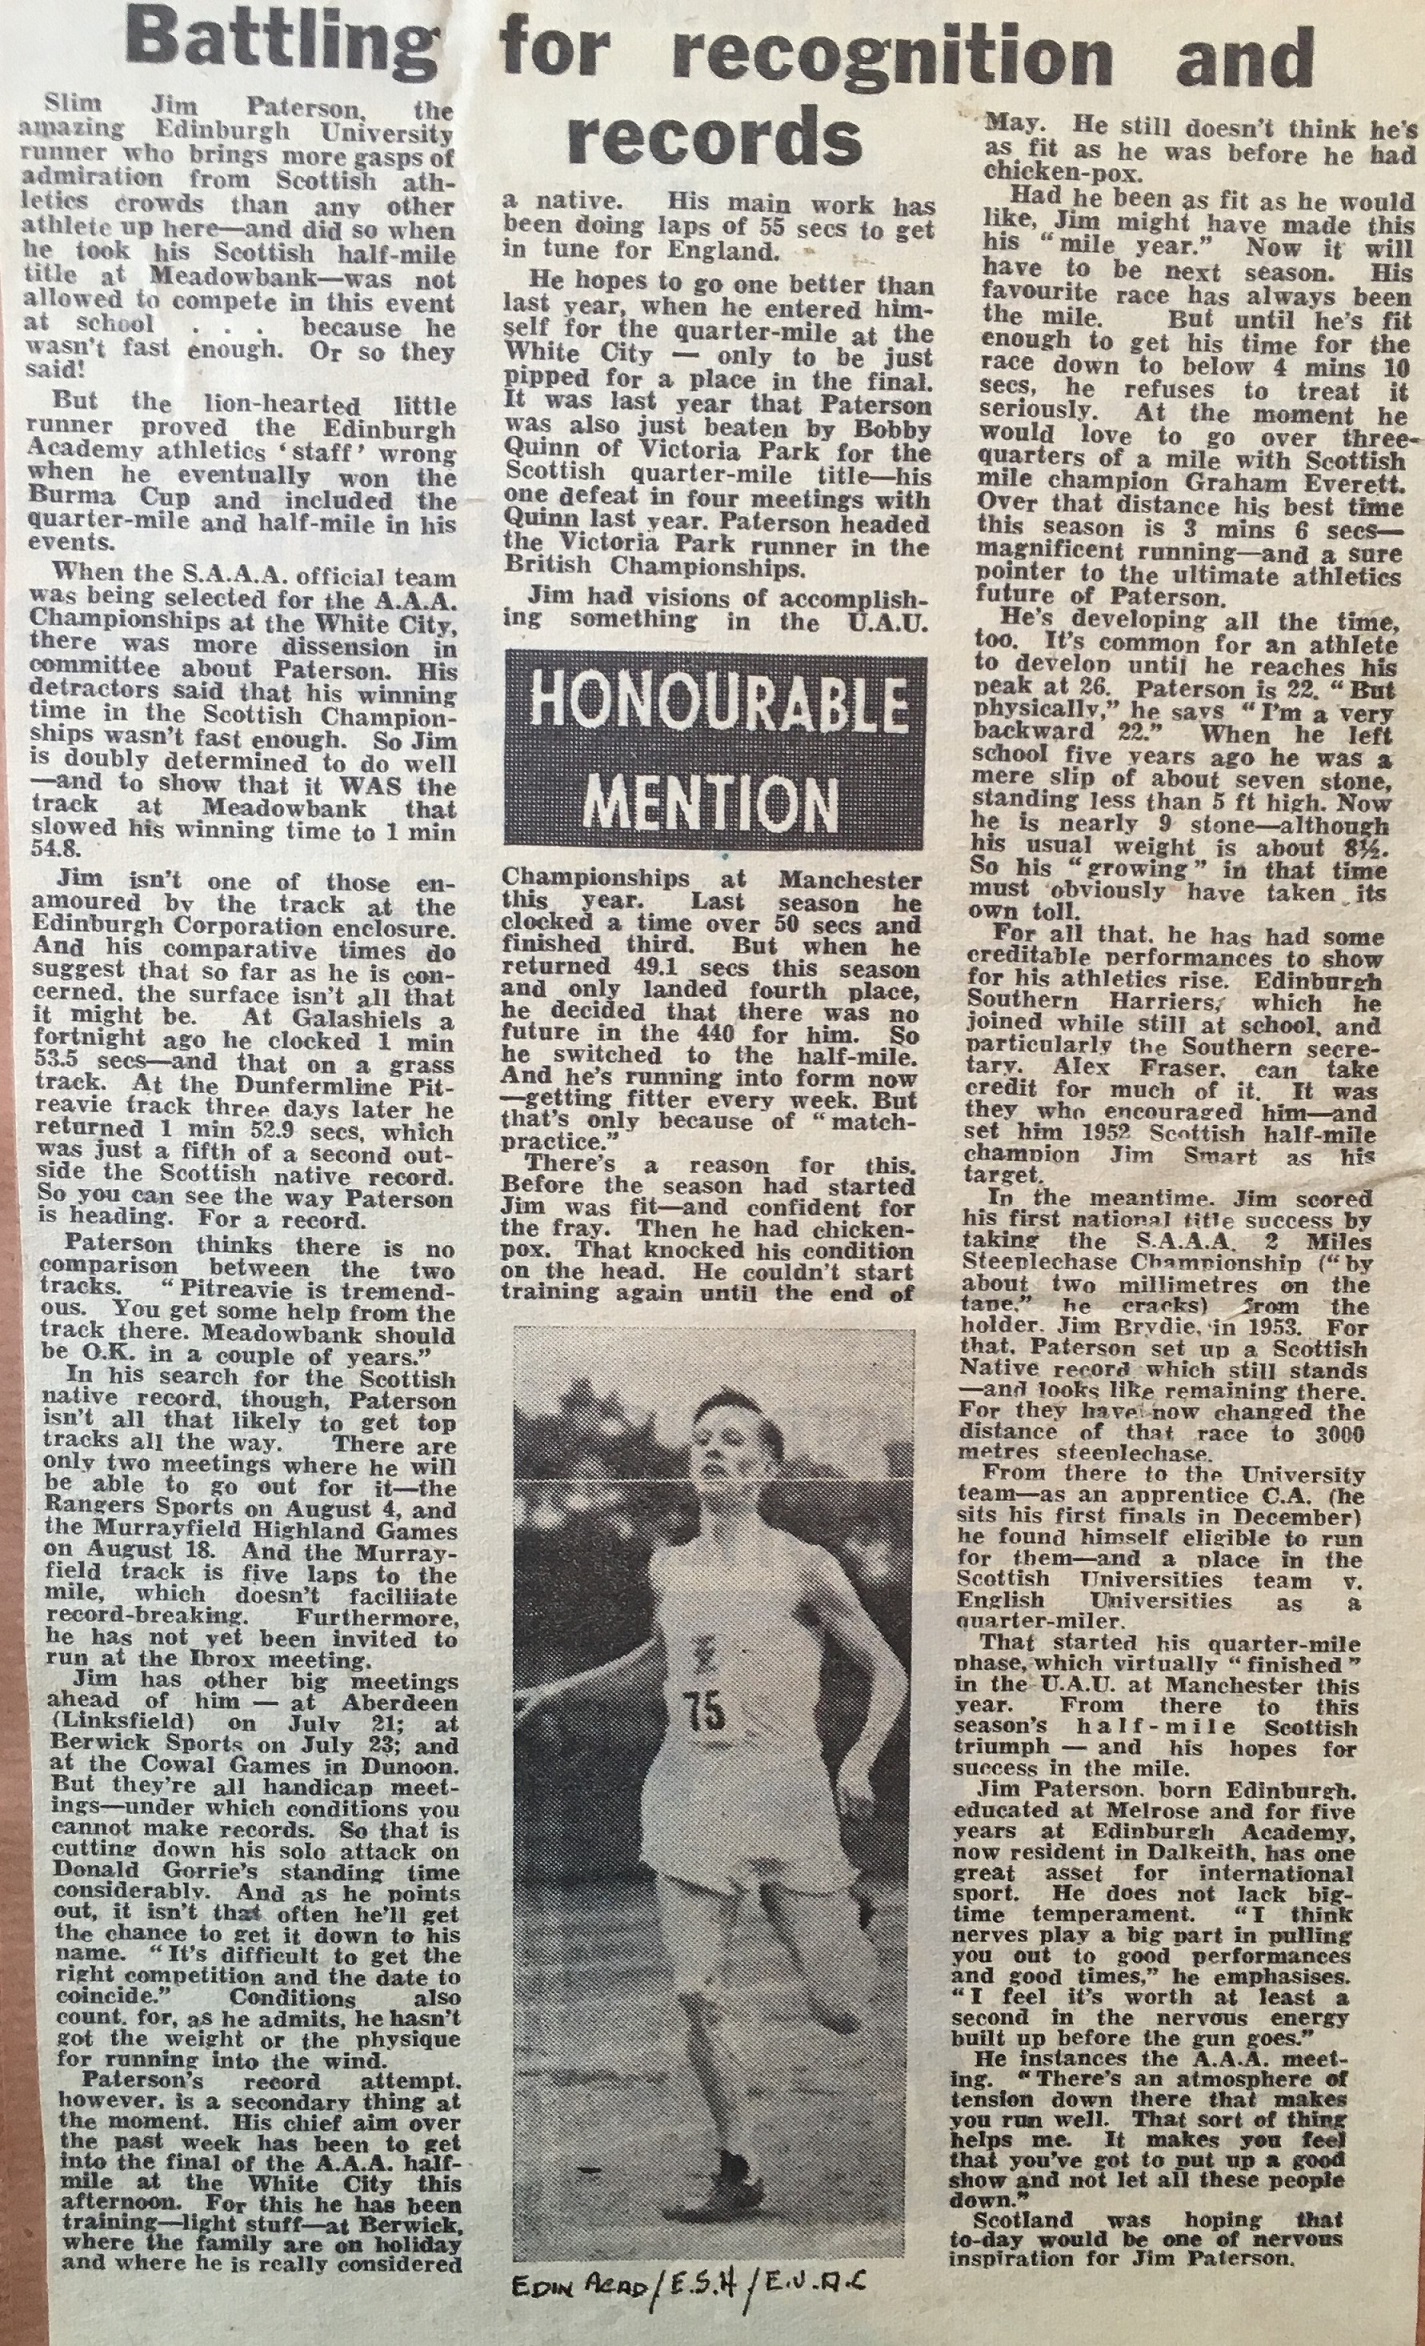 Battling for recognition and
records
Slim Jim Paterson, the
amazing Edinburgh University
runner who brings more gasps of
admiration from Scottish ath-
letics crowds than any other
athlete up here—and did so when
he took his Scottish half-mile
title at Meadowbank—was not
allowed to compete in this event
at school . . . because he
wasn't fast enough. Or so they
said!
But the lion-hearted little
runner proved the Edinburgh
Academy athletics 'staff' wrong
when he eventually won the
Burma Cup and included the
quarter-mile and half-mile in his
events.
When the S.A.A.A. official team
was being selected for the A.A.A.
Championships at the White City,
there was more dissension in
committee about Paterson. His
detractors said that his winning
time in the Scottish Champion-
ships wasn't fast enough. So Jim
is doubly determined to do well
—and to show that it WAS the
track at Meadowbank that
slowed his winning time to 1 min
54.8.
Jim isn't one of those en-
amoured by the track at the
Edinburgh Corporation enclosure.
And his comparative times do
suggest that so far as he is con-
cerned, the surface isn't all that
it might be. At Galashiels a
fortnight ago he clocked 1 min
53.5 secs—and that on a grass
track. At the Dunfermline Pit-
reavie track three days later he
returned 1 min 52.9 secs, which
was just a fifth of a second out-
side the Scottish native record.
So you can see the way Paterson
is heading. For a record.
Paterson thinks there is no
comparison between the two
tracks. "Pitreavie is tremend-
ous. You get some help from the
track there. Meadowbank should
be O.K. in a couple of years."
In his search for the Scottish
native record, though, Paterson
isn't all that likely to get top
tracks all the way. There are
only two meetings where he will
be able to go out for it—the
Rangers Sports on August 4, and
the Murrayfield Highland Games
on August 18. And the Murray-
field track is five laps to the
mile, which doesn't faciliiate
record-breaking. Furthermore,
he has not yet been invited to
run at the Ibrox meeting.
Jim has other big meetings
ahead of him — at Aberdeen
(Linksfield) on July 21; at
Berwick Sports on July 23; and
at the Cowal Games in Dunoon.
But they're all handicap meet-
ings—under which conditions you
cannot make records. So that is
cutting down his solo attack on
Donald Gorrie's standing time
considerably. And as he points
out, it isn't that often he'll get
the chance to get it down to his
name. "It's difficult to get the
right competition and the date to
coincide." Conditions also
count, for, as he admits, he hasn't
got the weight or the physique
for running into the wind.
Paterson's record attempt,
however, is a secondary thing at
the moment. His chief aim over
the past week has been to get
into the final of the A.A.A. half-
mile at the White City this
afternoon. For this he has been
training—light stuff—at Berwick,
where the family are on holiday
and where he is really considered
a native. His main work has
been doing laps of 55 secs to get
in tune for England.
He hopes to go one better than
last year, when he entered him-
self for the quarter-mile at the
White City — only to be just
pipped for a place in the final.
It was last year that Paterson
was also just beaten by Bobby
Quinn of Victoria Park for the
Scottish quarter-mile title—his
one defeat in four meetings with
Quinn last year. Paterson headed
the Victoria Park runner in the
British Championships.
Jim had visions of accomplish-
ing something in the U.A.U.
HONOURABLE
MENTION
Championships at Manchester
this year. Last season he
clocked a time over 50 secs and
finished third. But when he
returned 49.1 secs this season
and only landed fourth place,
he decided that there was no
future in the 440 for him. So
he switched to the half-mile.
And he's running into form now
—getting fitter every week. But
that's only because of "match-
practice."
There's a reason for this.
Before the season had started
Jim was fit—and confident for
the fray. Then he had chicken-
pox. That knocked his condition
on the head. He couldn't start
training again until the end of
75
EDIN ACAD/E.S.H/E.U.A.C
May. He still doesn't think he's
as fit as he was before he had
chicken-pox.
Had he been as fit as he would
like, Jim might have made this
his "mile year." Now it will
have to be next season. His
favourite race has always been
the mile. But until he's fit
enough to get his time for the
race down to below 4 mins 10
secs, he refuses to treat it
seriously. At the moment he
would love to go over three-
quarters of a mile with Scottish
mile champion Graham Everett.
Over that distance his best time
this season is 3 mins 6 secs—
magnificent running—and a sure
pointer to the ultimate athletics
future of Paterson.
He's developing all the time,
too. It's common for an athlete
to develop until he reaches his
peak at 26. Paterson is 22. "But
physically," he says "I'm a very
backward 22." When he left
school five years ago he was a
mere slip of about seven stone,
standing less than 5 ft high. Now
he is nearly 9 stone—although
his usual weight is about 8½.
So his "growing" in that time
must obviously have taken its
own toll.
For all that, he has had some
creditable performances to show
for his athletics rise. Edinburgh
Southern Harriers, which he
joined while still at school, and
particularly the Southern secre-
tary, Alex Fraser, can take
credit for much of it. It was
they who encouraged him—and
set him 1952 Scottish half-mile
champion Jim Smart as his
target.
In the meantime, Jim scored
his first national title success by
taking the S.A.A.A. 2 Miles
Steeplechase Championship ("by
about two millimetres on the
tape," he cracks) from the
holder, Jim Brydie, in 1953. For
that, Paterson set up a Scottish
Native record which still stands
—and looks like remaining there.
For they have now changed the
distance of that race to 3000
metres steeplechase.
From there to the University
team—as an apprentice C.A. (he
sits his first finals in December)
he found himself eligible to run
for them—and a place in the
Scottish Universities team v.
English Universities as a
quarter-miler.
That started his quarter-mile
phase, which virtually "finished"
in the U.A.U. at Manchester this
year. From there to this
season's half-mile Scottish
triumph — and his hopes for
success in the mile.
Jim Paterson, born Edinburgh,
educated at Melrose and for five
years at Edinburgh Academy,
now resident in Dalkeith, has one
great asset for international
sport. He does not lack big-
time temperament. "I think
nerves play a big part in pulling
you out to good performances
and good times," he emphasises.
"I feel it's worth at least a
second in the nervous energy
built up before the gun goes."
He instances the A.A.A. meet-
ing. "There's an atmosphere of
tension down there that makes
you run well. That sort of thing
helps me. It makes you feel
that you've got to put up a good
show and not let all these people
down."
Scotland was hoping that
to-day would be one of nervous
inspiration for Jim Paterson.